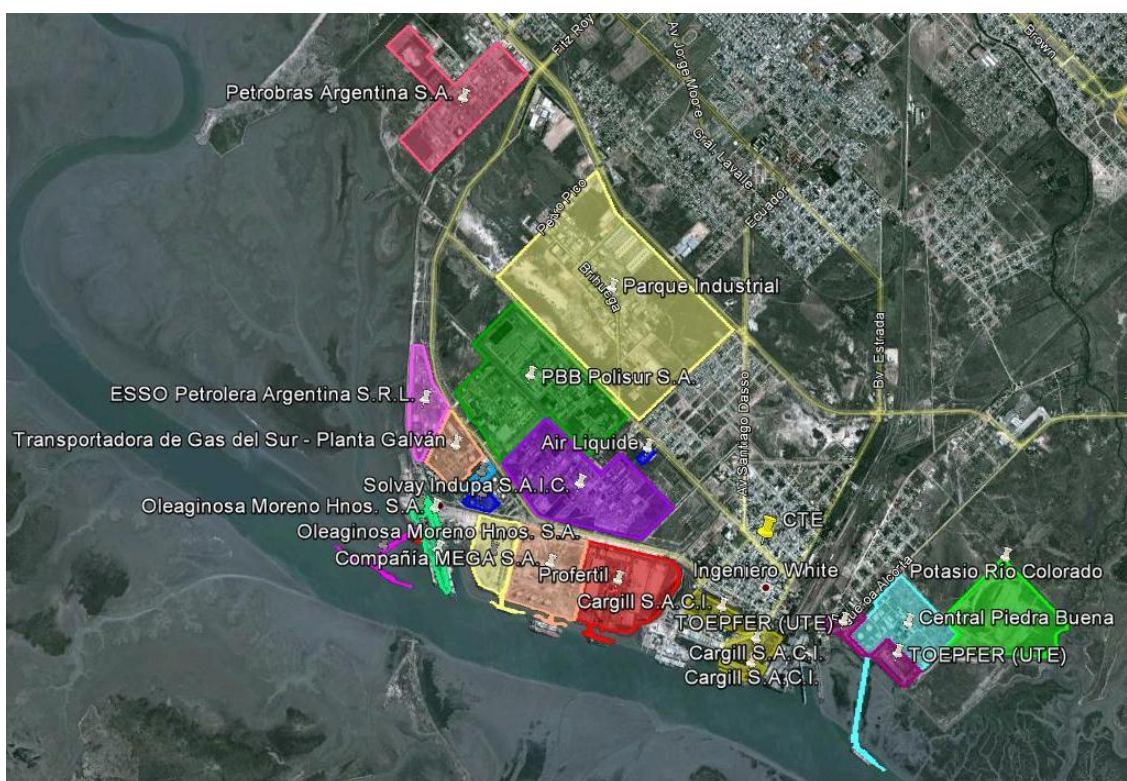 Brown
Fitz Roy
Av Jorge Moore
Petrobras Argentina S.A.
Gral Lavalle
Ecuador
Parque Industrial
Brihuega
Bv. Estrada
PBB Polisur S.A.
ESSO Petrolera Argentina S.R.L.
Av Santiago Dasso
Transportadora de Gas del Sur - Planta Galván
Air Liquide
Solvay Indupa S.A.I.C.
Oleaginosa Moreno Hnos. S.A.
CTE
Oleaginosa Moreno Hnos. S.A.
Compañía MEGA S.A.
Profertil
Ingeniero White
Potasio Río Colorado
Cargill S.A.C.I.
TOEPFER (UTE)
Central Piedra Buena
Cargill S.A.C.I.
TOEPFER (UTE)
Cargill S.A.C.I.